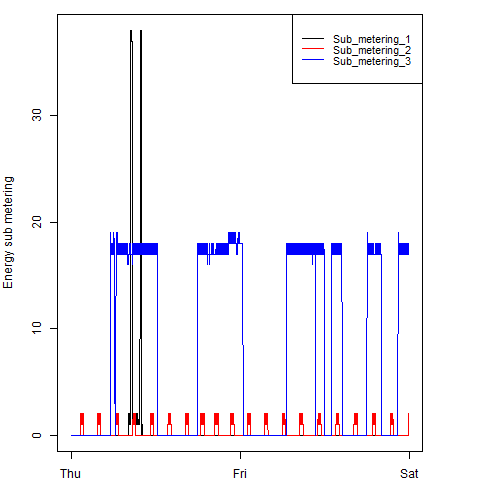 Sub_metering_1
Sub_metering_2
Sub_metering_3
Energy sub metering
30
20
10
0
Thu Fri Sat